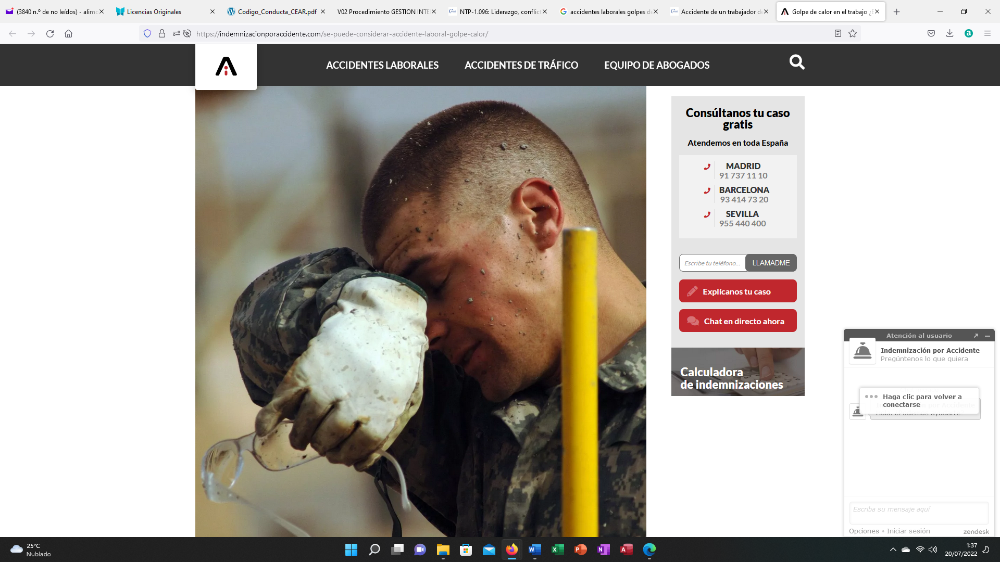 (3840 n.º de no leídos) - alimo
Licencias Originales
Codigo_Conducta_CEAR.pdf
V02 Procedimiento GESTION INTE
NTP-1.096: Liderazgo, conflict
accidentes laborales golpes de
Accidente de un trabajador de
Golpe de calor en el trabajo ¿E
https://indemnizacionporaccidente.com/se-puede-considerar-accidente-laboral-golpe-calor/
ACCIDENTES LABORALES
ACCIDENTES DE TRÁFICO
EQUIPO DE ABOGADOS
Consúltanos tu caso
gratis
Atendemos en toda España
MADRID
91 737 11 10
BARCELONA
93 414 73 20
SEVILLA
955 440 400
Escribe tu teléfono...
LLAMADME
Explícanos tu caso
Chat en directo ahora
Calculadora
de indemnizaciones
Atención al usuario
Indemnización por Accidente
Pregúntenos lo que quiera
Haga clic para volver a
conectarse
Escriba su mensaje aquí
Opciones • Iniciar sesión
zendesk
25°C
Nublado
1:37
20/07/2022